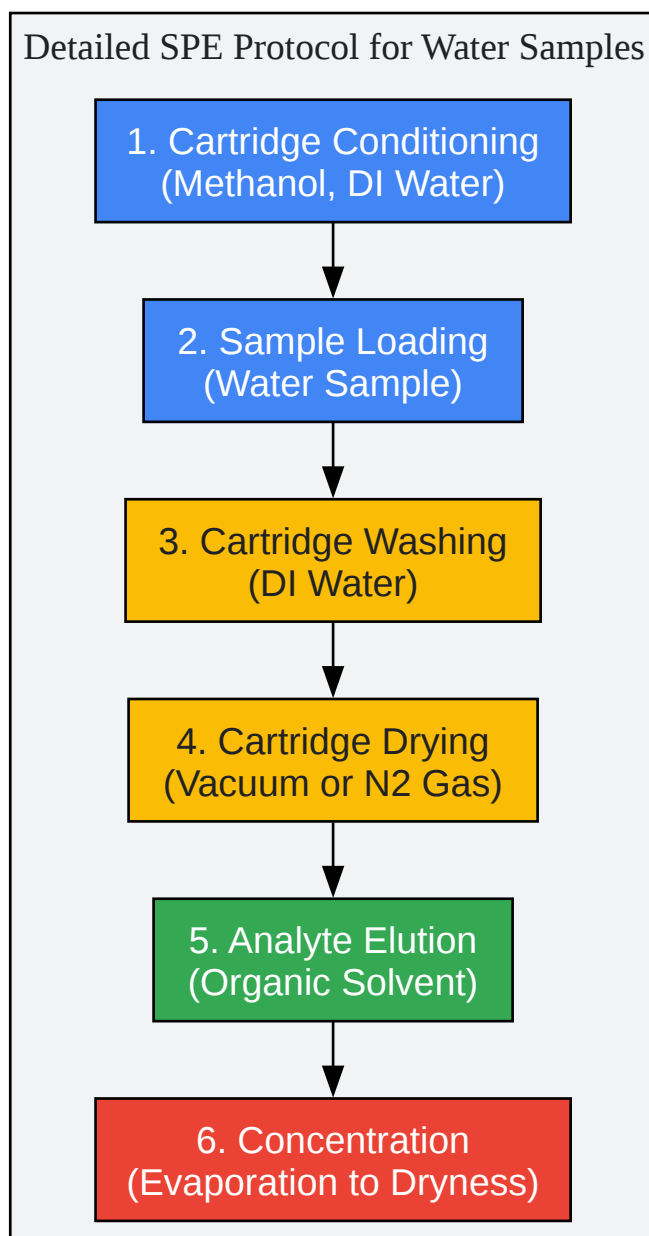 Detailed SPE Protocol for Water Samples
1. Cartridge Conditioning
(Methanol, DI Water)
2. Sample Loading
(Water Sample)
3. Cartridge Washing
(DI Water)
4. Cartridge Drying
(Vacuum or N2 Gas)
5. Analyte Elution
(Organic Solvent)
6. Concentration
(Evaporation to Dryness)